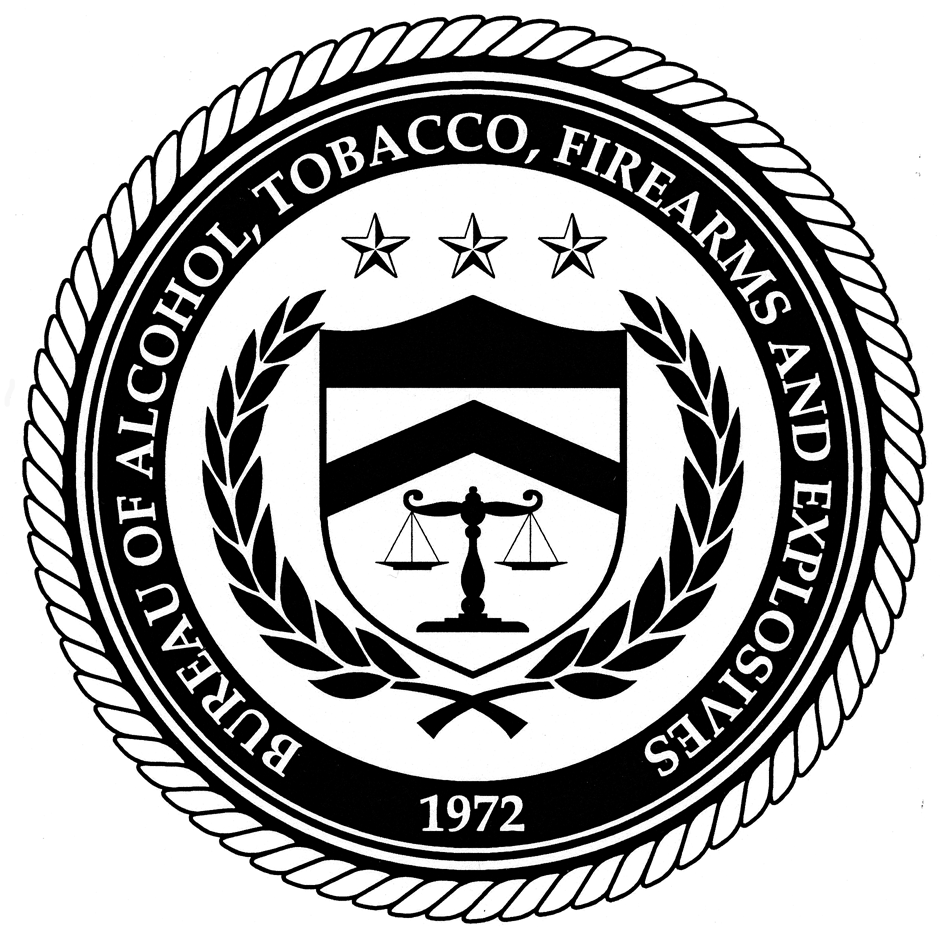 BUREAU OF ALCOHOL, TOBACCO, FIREARMS AND EXPLOSIVES
1972